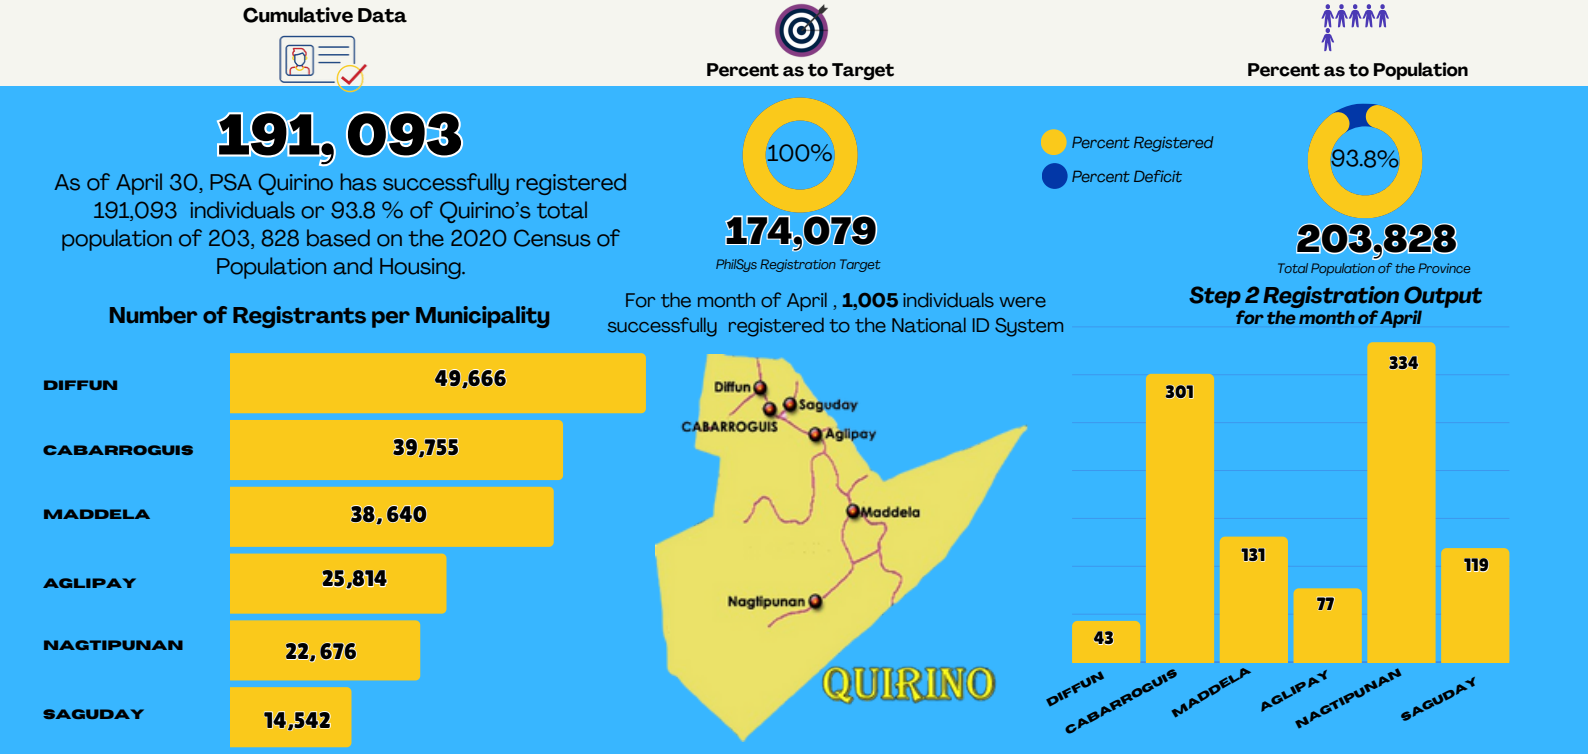 Cumulative Data
Percent as to Target
Percent as to Population
191, 093
As of April 30, PSA Quirino has successfully registered
191,093 individuals or 93.8 % of Quirino's total
population of 203, 828 based on the 2020 Census of
Population and Housing.
100%
174,079
PhilSys Registration Target
Percent Registered
Percent Deficit
93.8%
203,828
Total Population of the Province
For the month of April , 1,005 individuals were
successfully registered to the National ID System
Number of Registrants per Municipality
DIFFUN
49,666
CABARROGUIS
39,755
MADDELA
38,640
AGLIPAY
25,814
NAGTIPUNAN
22,676
SAGUDAY
14,542
Diffun
Saguday
CABARROGUIS
Aglipay
Maddela
Nagtipunan
QUIRINO
Step 2 Registration Output
for the month of April
43
301
131
77
334
119
DIFFUN
CABARROGUIS
MADDELA
AGLIPAY
NAGTIPUNAN
SAGUDAY